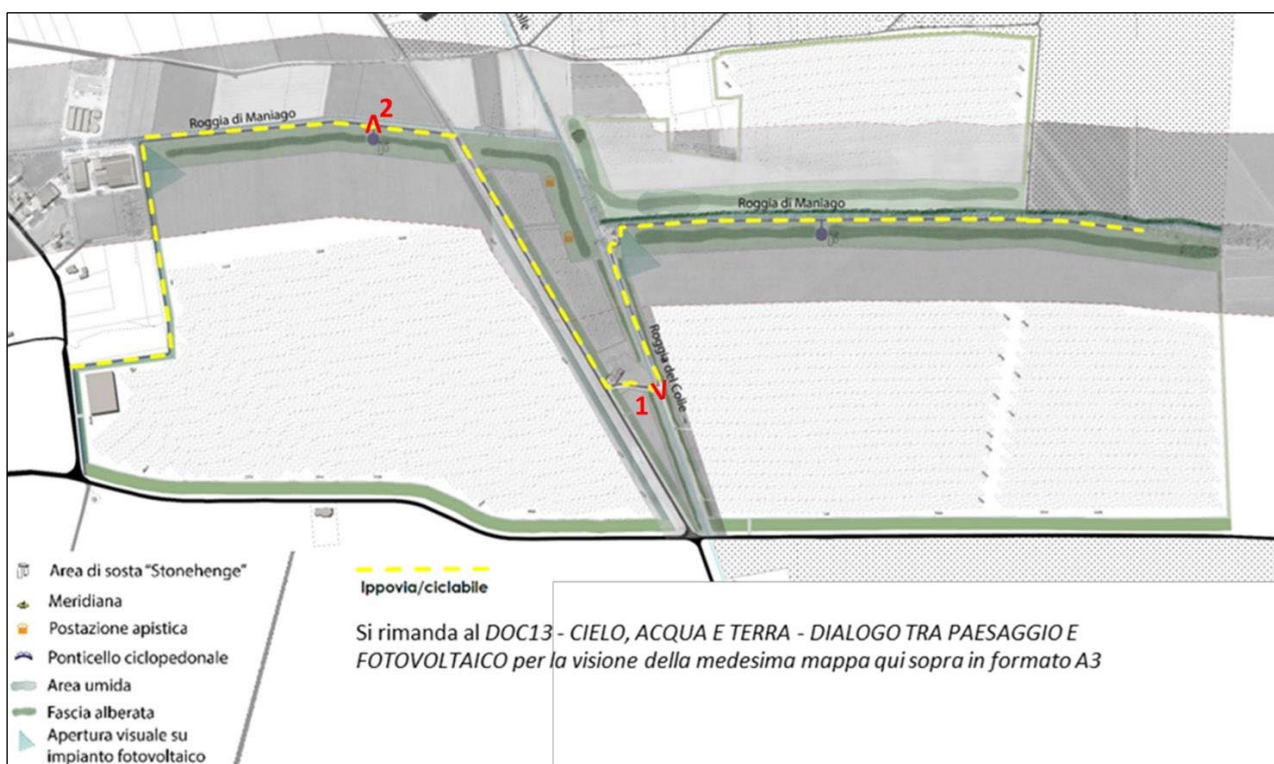 Colle
Roggia di Maniago
2
Roggia di Maniago
Roggia del Colle
1
Area di sosta "Stonehenge"
Meridiana
Postazione apistica
Ponticello ciclopedonale
Area umida
Fascia alberata
Apertura visuale su
impianto fotovoltaico
Ippovia/ciclabile
Si rimanda al DOC13 - CIELO, ACQUA E TERRA - DIALOGO TRA PAESAGGIO E
FOTOVOLTAICO per la visione della medesima mappa qui sopra in formato A3